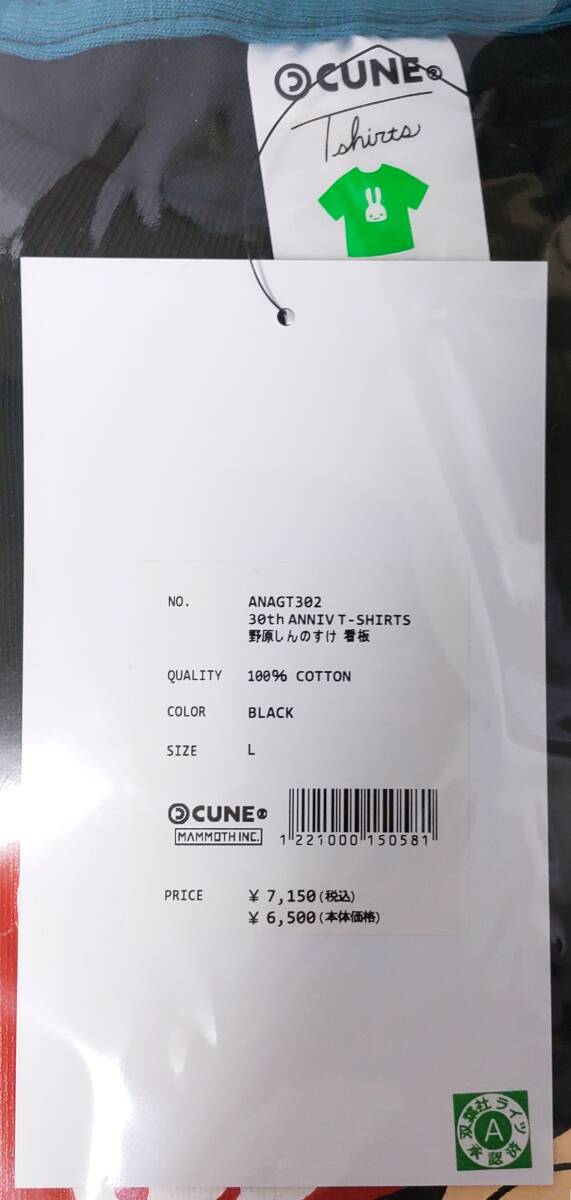 CUNE®
Tshirts
NO. ANAGT302
30th ANNIV T-SHIRTS
野原しんのすけ 看板
QUALITY 100% COTTON
COLOR BLACK
SIZE L
CUNE®
MAMMOTH INC.
1 221000 150581
PRICE ¥ 7,150(税込)
¥ 6,500(本体価格)
双葉社ライツ
A
承認済